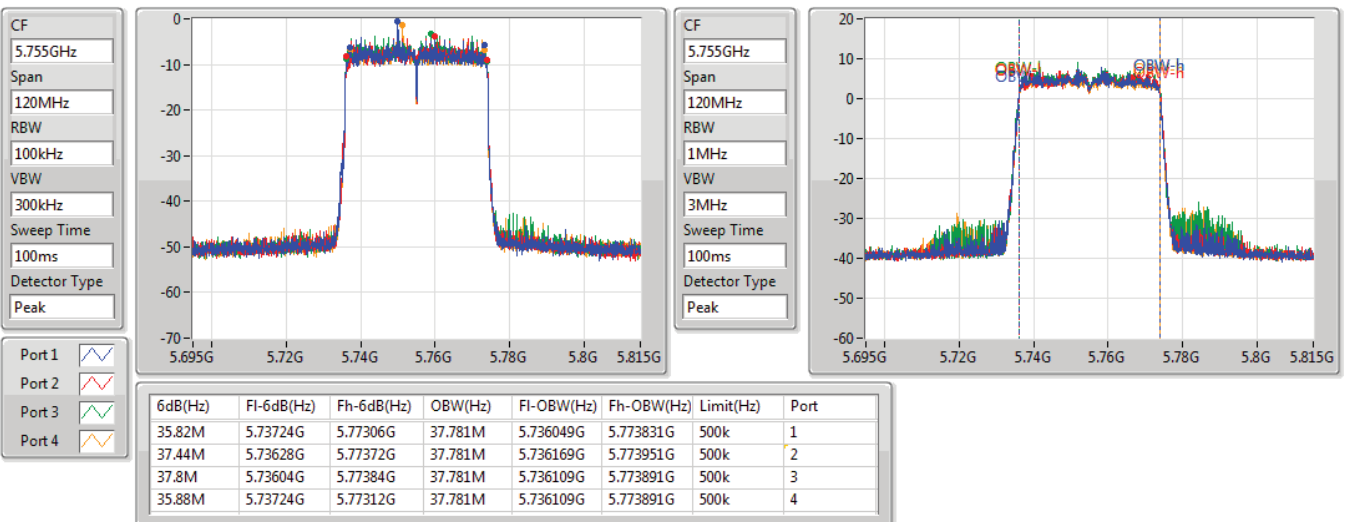 CF
5.755GHz
Span
120MHz
RBW
100kHz
VBW
300kHz
Sweep Time
100ms
Detector Type
Peak
0
-10
-20
-30
-40
-50
-60
-70
5.695G 5.72G 5.74G 5.76G 5.78G 5.8G 5.815G
CF
5.755GHz
Span
120MHz
RBW
1MHz
VBW
3MHz
Sweep Time
100ms
Detector Type
Peak
20
10
0
-10
-20
-30
-40
-50
-60
OBW-h
5.695G 5.72G 5.74G 5.76G 5.78G 5.8G 5.815G
Port 1
Port 2
Port 3
Port 4
6dB(Hz) Fl-6dB(Hz) Fh-6dB(Hz) OBW(Hz) Fl-OBW(Hz) Fh-OBW(Hz) Limit(Hz) Port
35.82M 5.73724G 5.77306G 37.781M 5.736049G 5.773831G 500k 1
37.44M 5.73628G 5.77372G 37.781M 5.736169G 5.773951G 500k 2
37.8M 5.73604G 5.77384G 37.781M 5.736109G 5.773891G 500k 3
35.88M 5.73724G 5.77312G 37.781M 5.736109G 5.773891G 500k 4